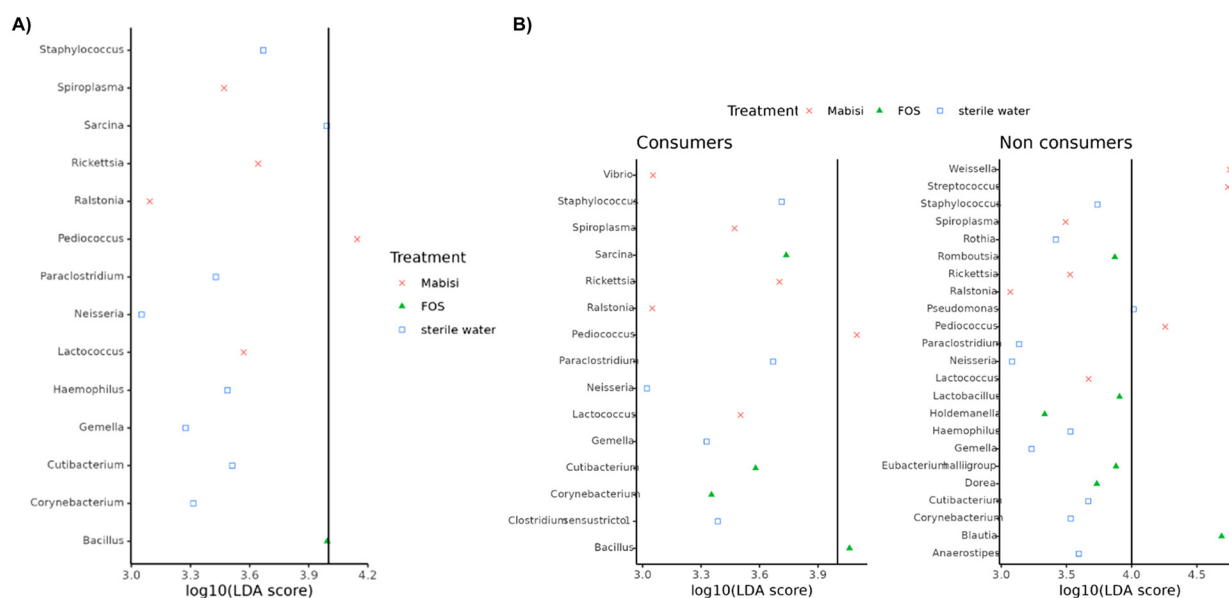 A)
Staphylococcus
Spiroplasma
Sarcina
Rickettsia
Ralstonia
Pediococcus
Paraclostridium
Neisseria
Lactococcus
Haemophilus
Gemella
Cutibacterium
Corynebacterium
Bacillus
3.0 3.3 3.6 3.9 4.2
log10(LDA score)
Treatment
Mabisi
FOS
sterile water
B)
Treatment Mabisi FOS sterile water
Consumers
Vibrio
Staphylococcus
Spiroplasma
Sarcina
Rickettsia
Ralstonia
Pediococcus
Paraclostridium
Neisseria
Lactococcus
Gemella
Cutibacterium
Corynebacterium
Clostridiumsensustricto1
Bacillus
3.0 3.3 3.6 3.9
log10(LDA score)
Non consumers
Weissella
Streptococcus
Staphylococcus
Spiroplasma
Rothia
Romboutsia
Rickettsia
Ralstonia
Pseudomonas
Pediococcus
Paraclostridium
Neisseria
Lactococcus
Lactobacillus
Holdemanella
Haemophilus
Gemella
Eubacteriumhalliigroup
Dorea
Cutibacterium
Corynebacterium
Blautia
Anaerostipes
3.0 3.5 4.0 4.5
log10(LDA score)